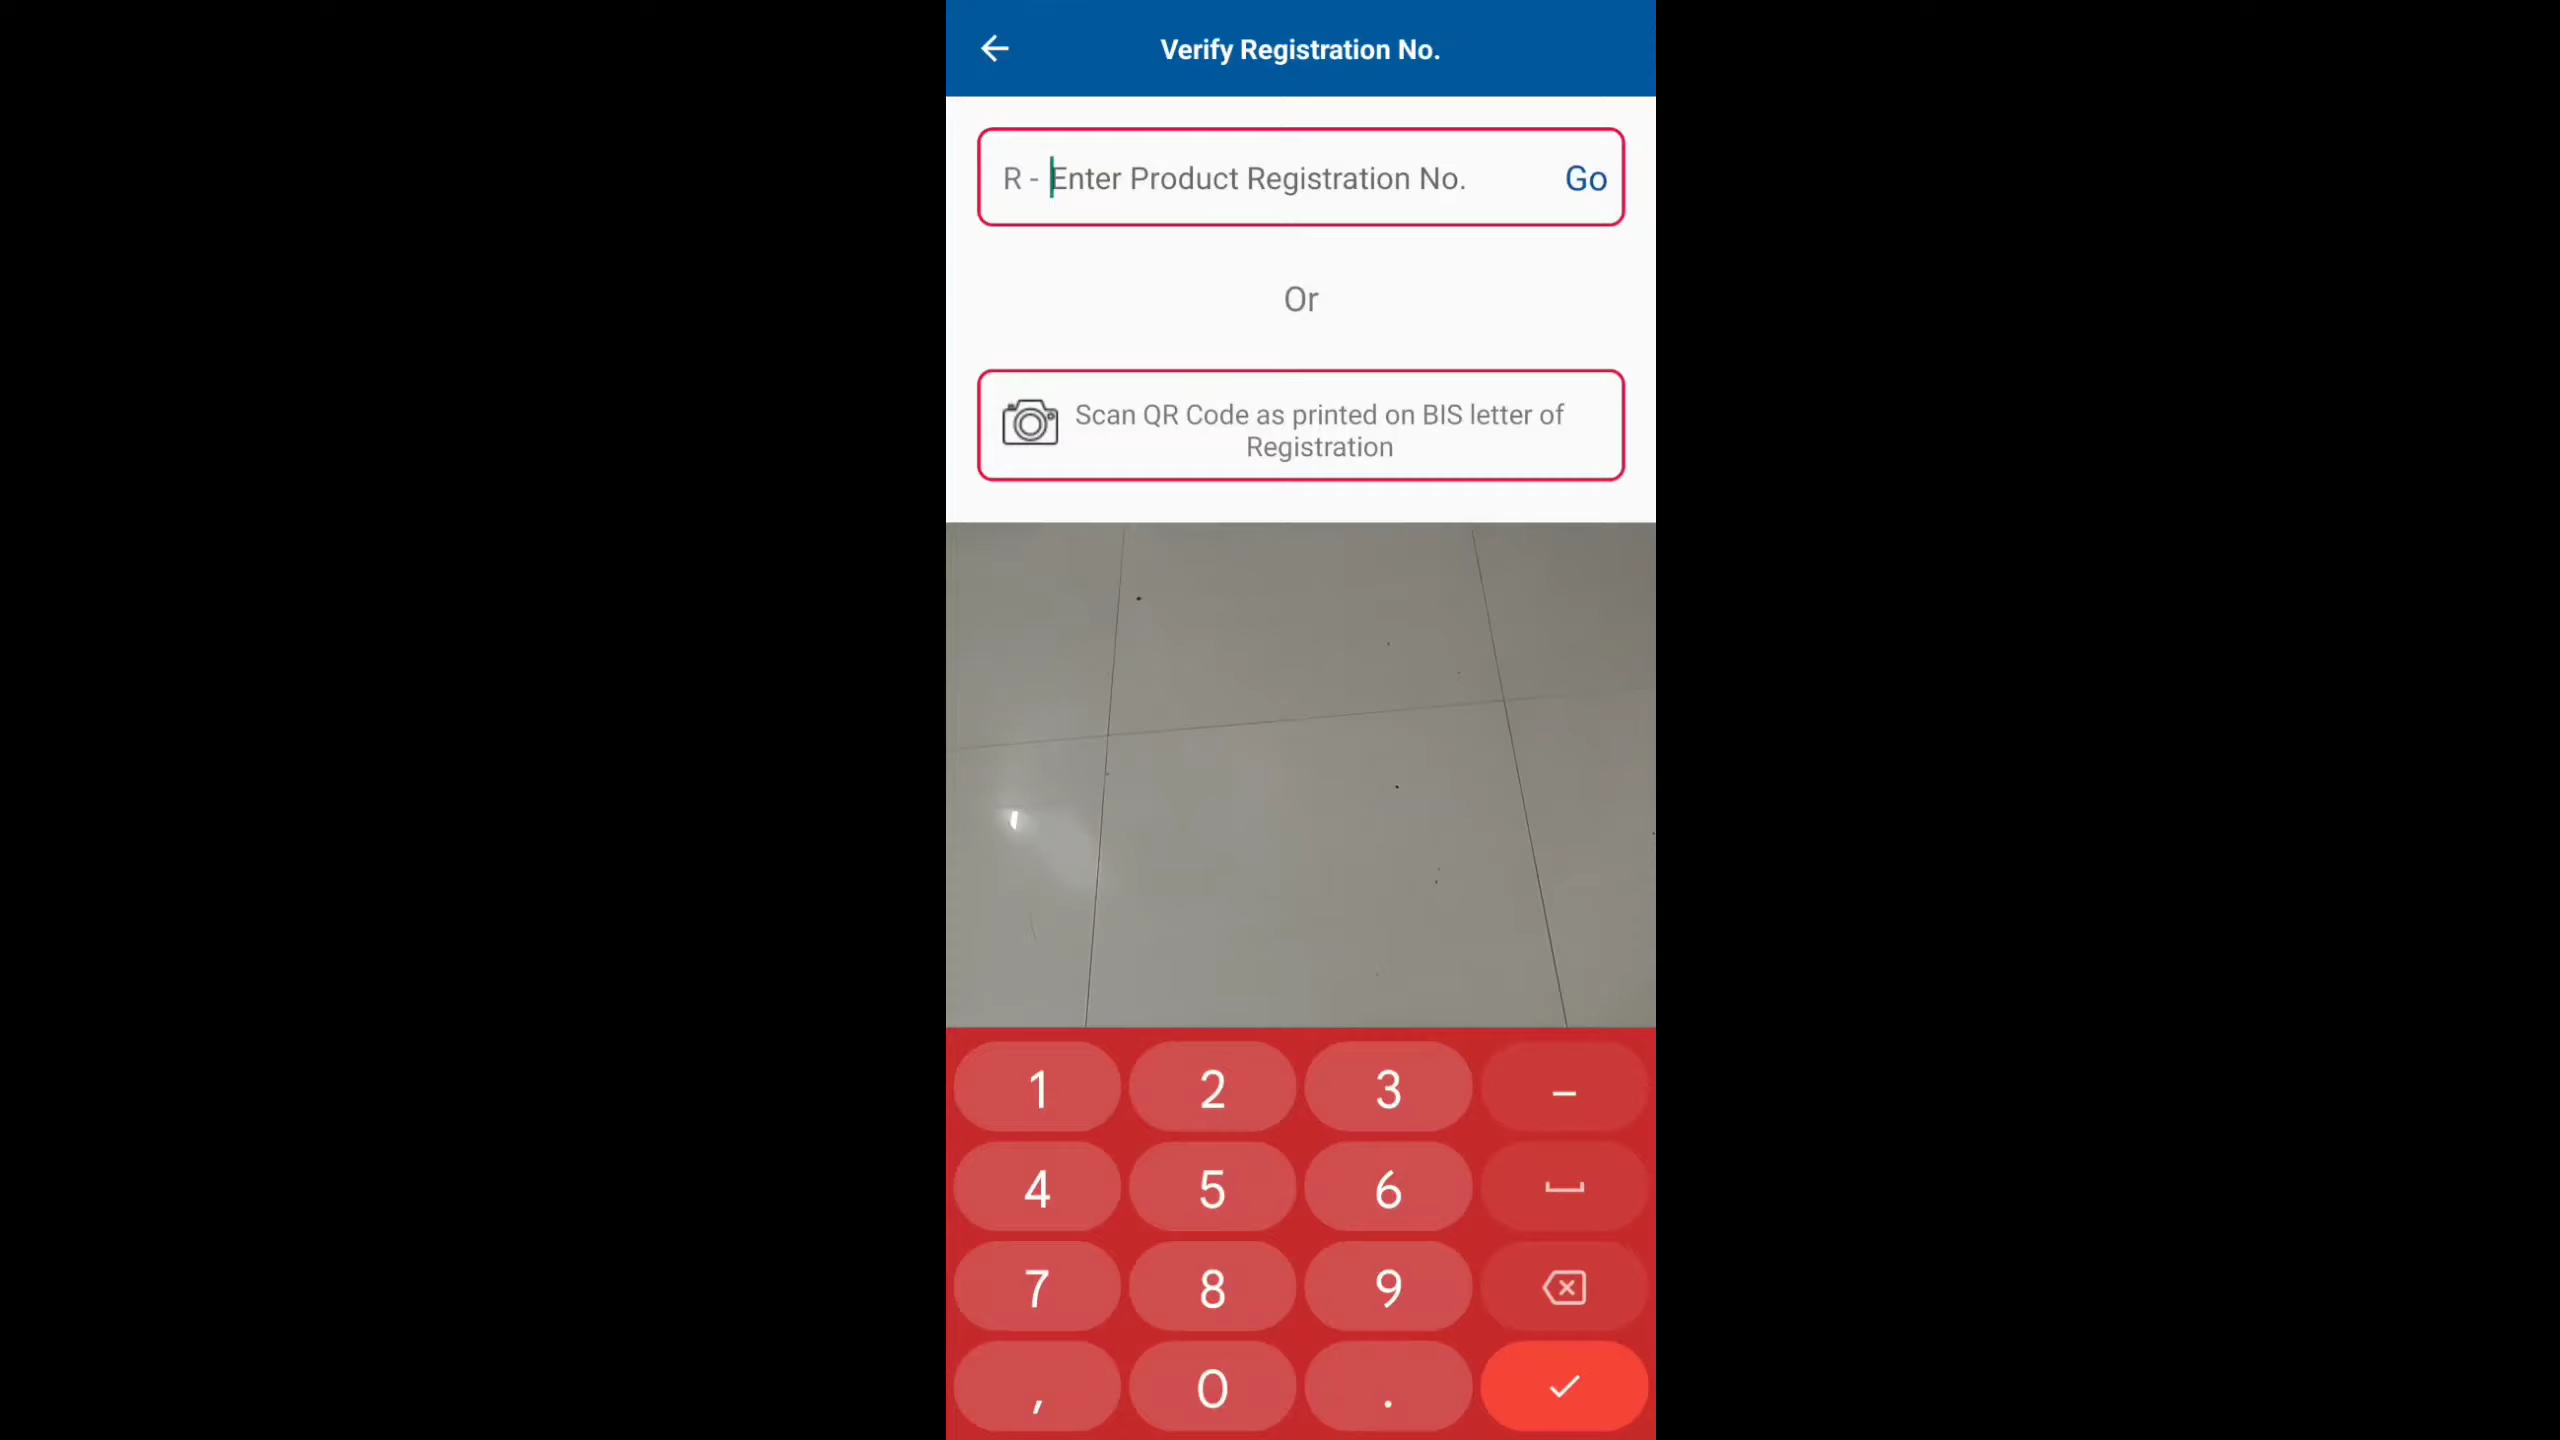 Verify Registration No.
R - Enter Product Registration No. Go
Or
Scan QR Code as printed on BIS letter of
Registration
1 2 3 –
4 5 6
7 8 9
, 0 .